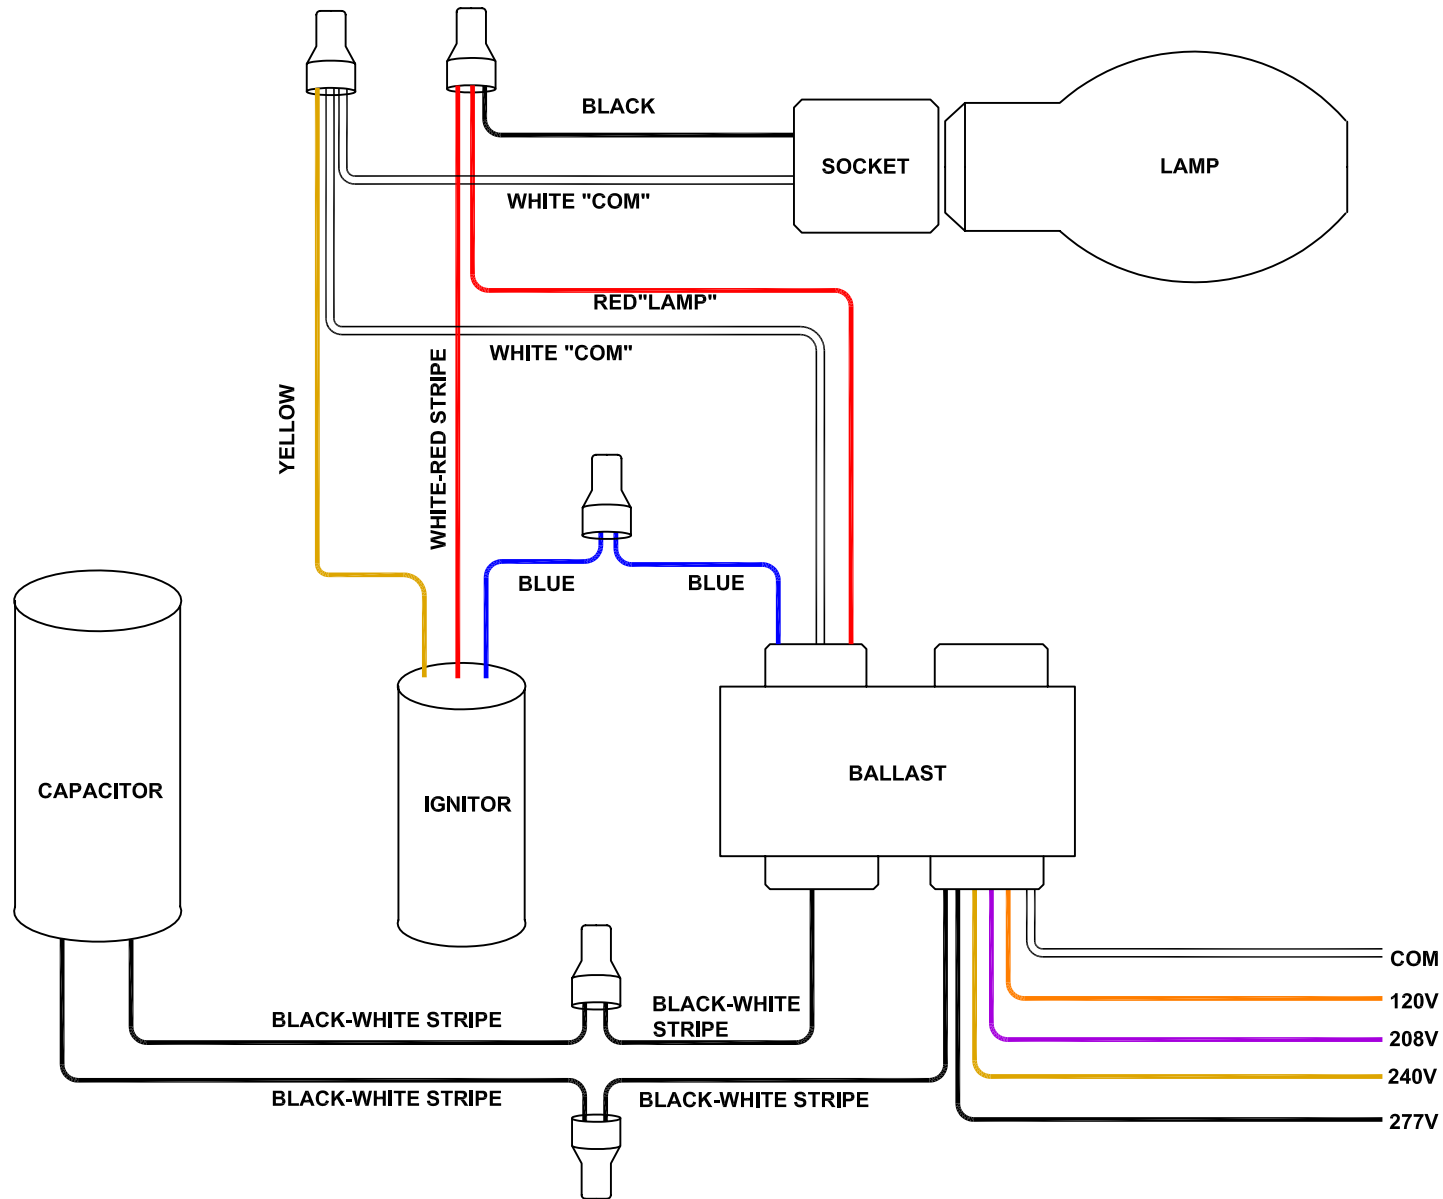 BLACK
SOCKET
LAMP
WHITE "COM"
RED"LAMP"
WHITE "COM"
YELLOW
WHITE-RED STRIPE
BLUE
BLUE
CAPACITOR
IGNITOR
BALLAST
BLACK-WHITE STRIPE
BLACK-WHITE
STRIPE
BLACK-WHITE STRIPE
BLACK-WHITE STRIPE
COM
120V
208V
240V
277V